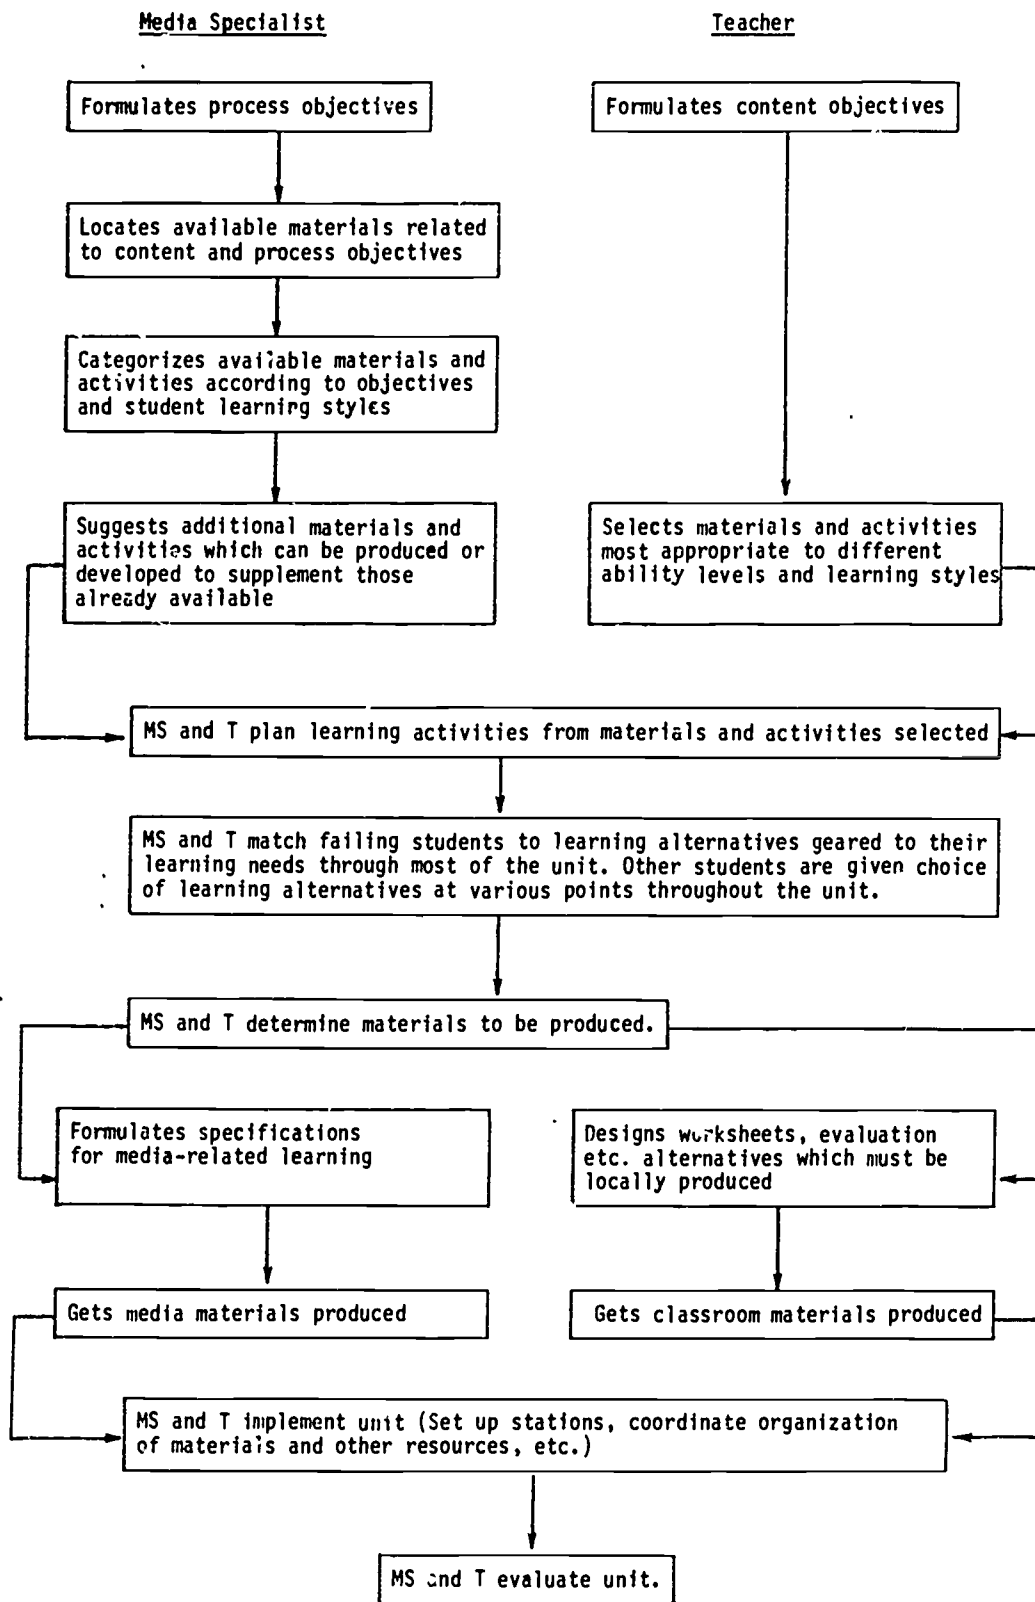 Media Specialist
Teacher
Formulates process objectives
Formulates content objectives
Locates available materials related
to content and process objectives
Categorizes available materials and
activities according to objectives
and student learning styles
Suggests additional materials and
activities which can be produced or
developed to supplement those
already available
Selects materials and activities
most appropriate to different
ability levels and learning styles
MS and T plan learning activities from materials and activities selected
MS and T match failing students to learning alternatives geared to their
learning needs through most of the unit. Other students are given choice
of learning alternatives at various points throughout the unit.
MS and T determine materials to be produced.
Formulates specifications
for media-related learning
Designs worksheets, evaluation
etc. alternatives which must be
locally produced
Gets media materials produced
Gets classroom materials produced
MS and T implement unit (Set up stations, coordinate organization
of materials and other resources, etc.)
MS and T evaluate unit.